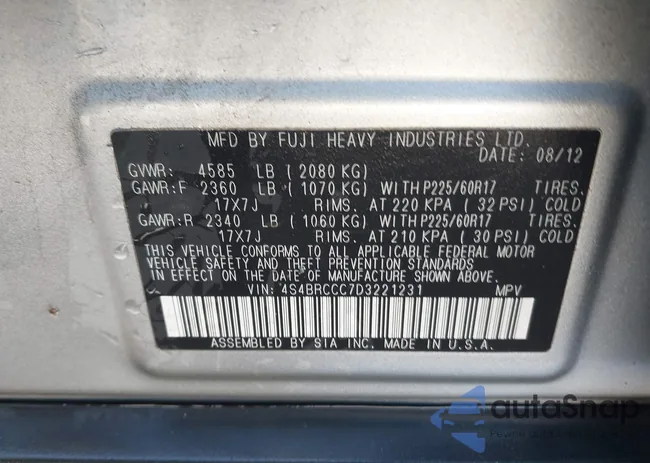 MFD BY FUJI HEAVY INDUSTRIES LTD.
DATE: 08/12
GVWR: 4585 LB (2080 KG)
GAWR:F 2360 LB (1070 KG) WITH P225/60R17 TIRES,
17X7J RIMS, AT 220 KPA (32 PSI) COLD
GAWR:R 2340 LB (1060 KG) WITH P225/60R17 TIRES,
17X7J RIMS, AT 210 KPA (30 PSI) COLD
THIS VEHICLE CONFORMS TO ALL APPLICABLE FEDERAL MOTOR
VEHICLE SAFETY AND THEFT PREVENTION STANDARDS
IN EFFECT ON THE DATE OF MANUFACTURE SHOWN ABOVE.
VIN: 4S4BRCCC7D3221231 MPV
ASSEMBLED BY SIA INC. MADE IN U.S.A.
autoSnap